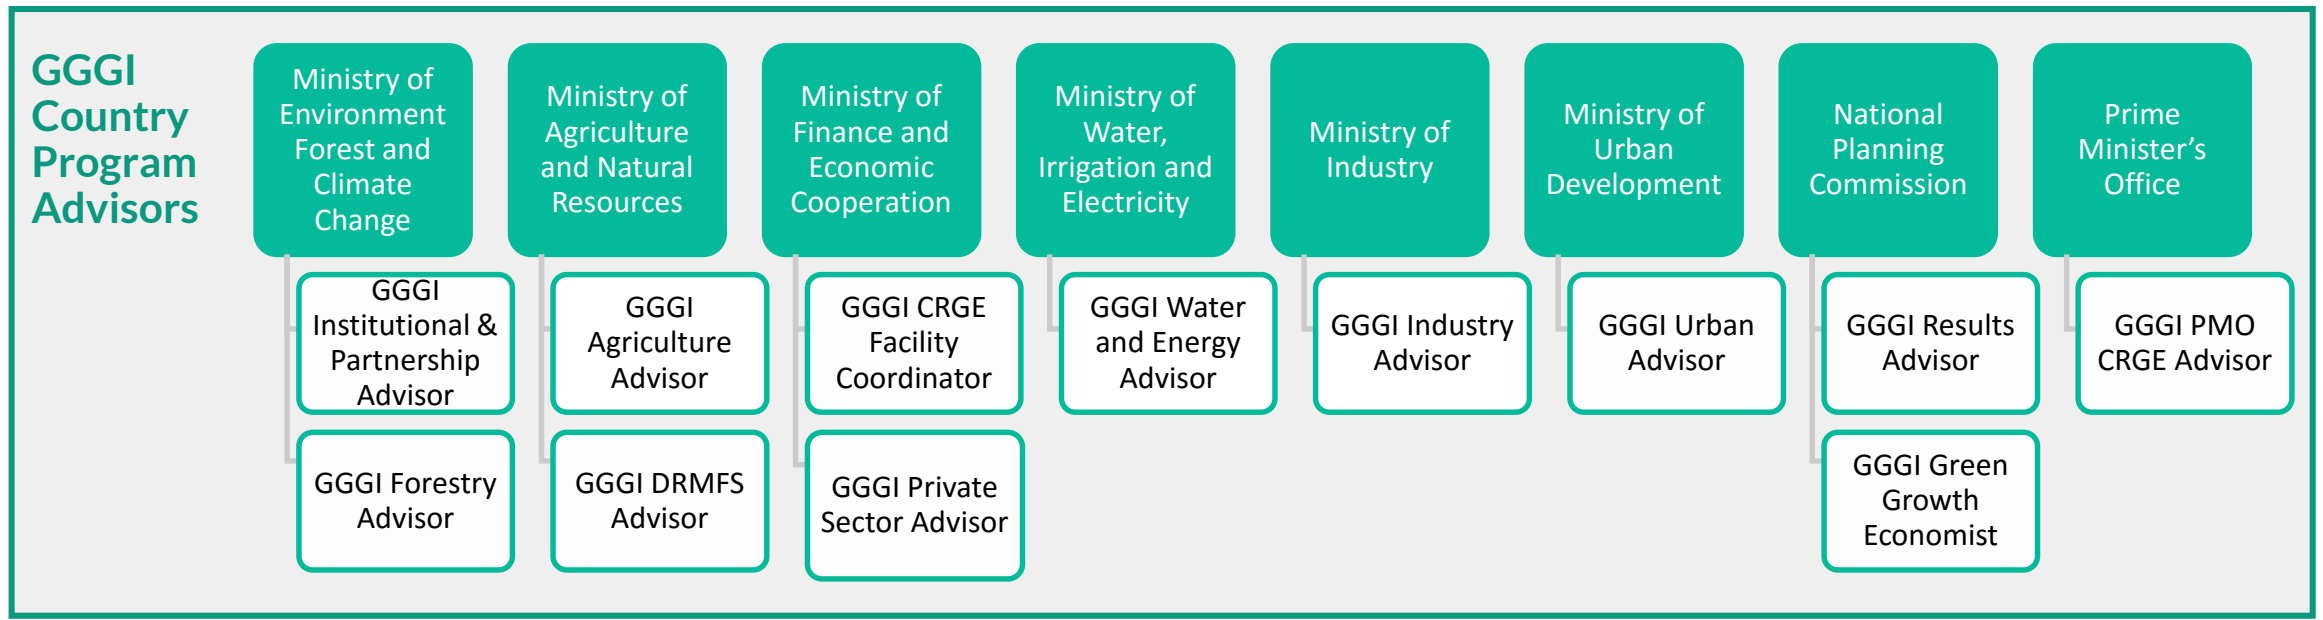 GGGI
Country
Program
Advisors
Ministry of
Environment
Forest and
Climate
Change
GGGI
Institutional &
Partnership
Advisor
GGGI Forestry
Advisor
Ministry of
Agriculture
and Natural
Resources
GGGI
Agriculture
Advisor
GGGI DRMFS
Advisor
Ministry of
Finance and
Economic
Cooperation
GGGI CRGE
Facility
Coordinator
GGGI Private
Sector Advisor
Ministry of
Water,
Irrigation and
Electricity
GGGI Water
and Energy
Advisor
Ministry of
Industry
GGGI Industry
Advisor
Ministry of
Urban
Development
GGGI Urban
Advisor
National
Planning
Commission
GGGI Results
Advisor
GGGI Green
Growth
Economist
Prime
Minister’s
Office
GGGI PMO
CRGE Advisor